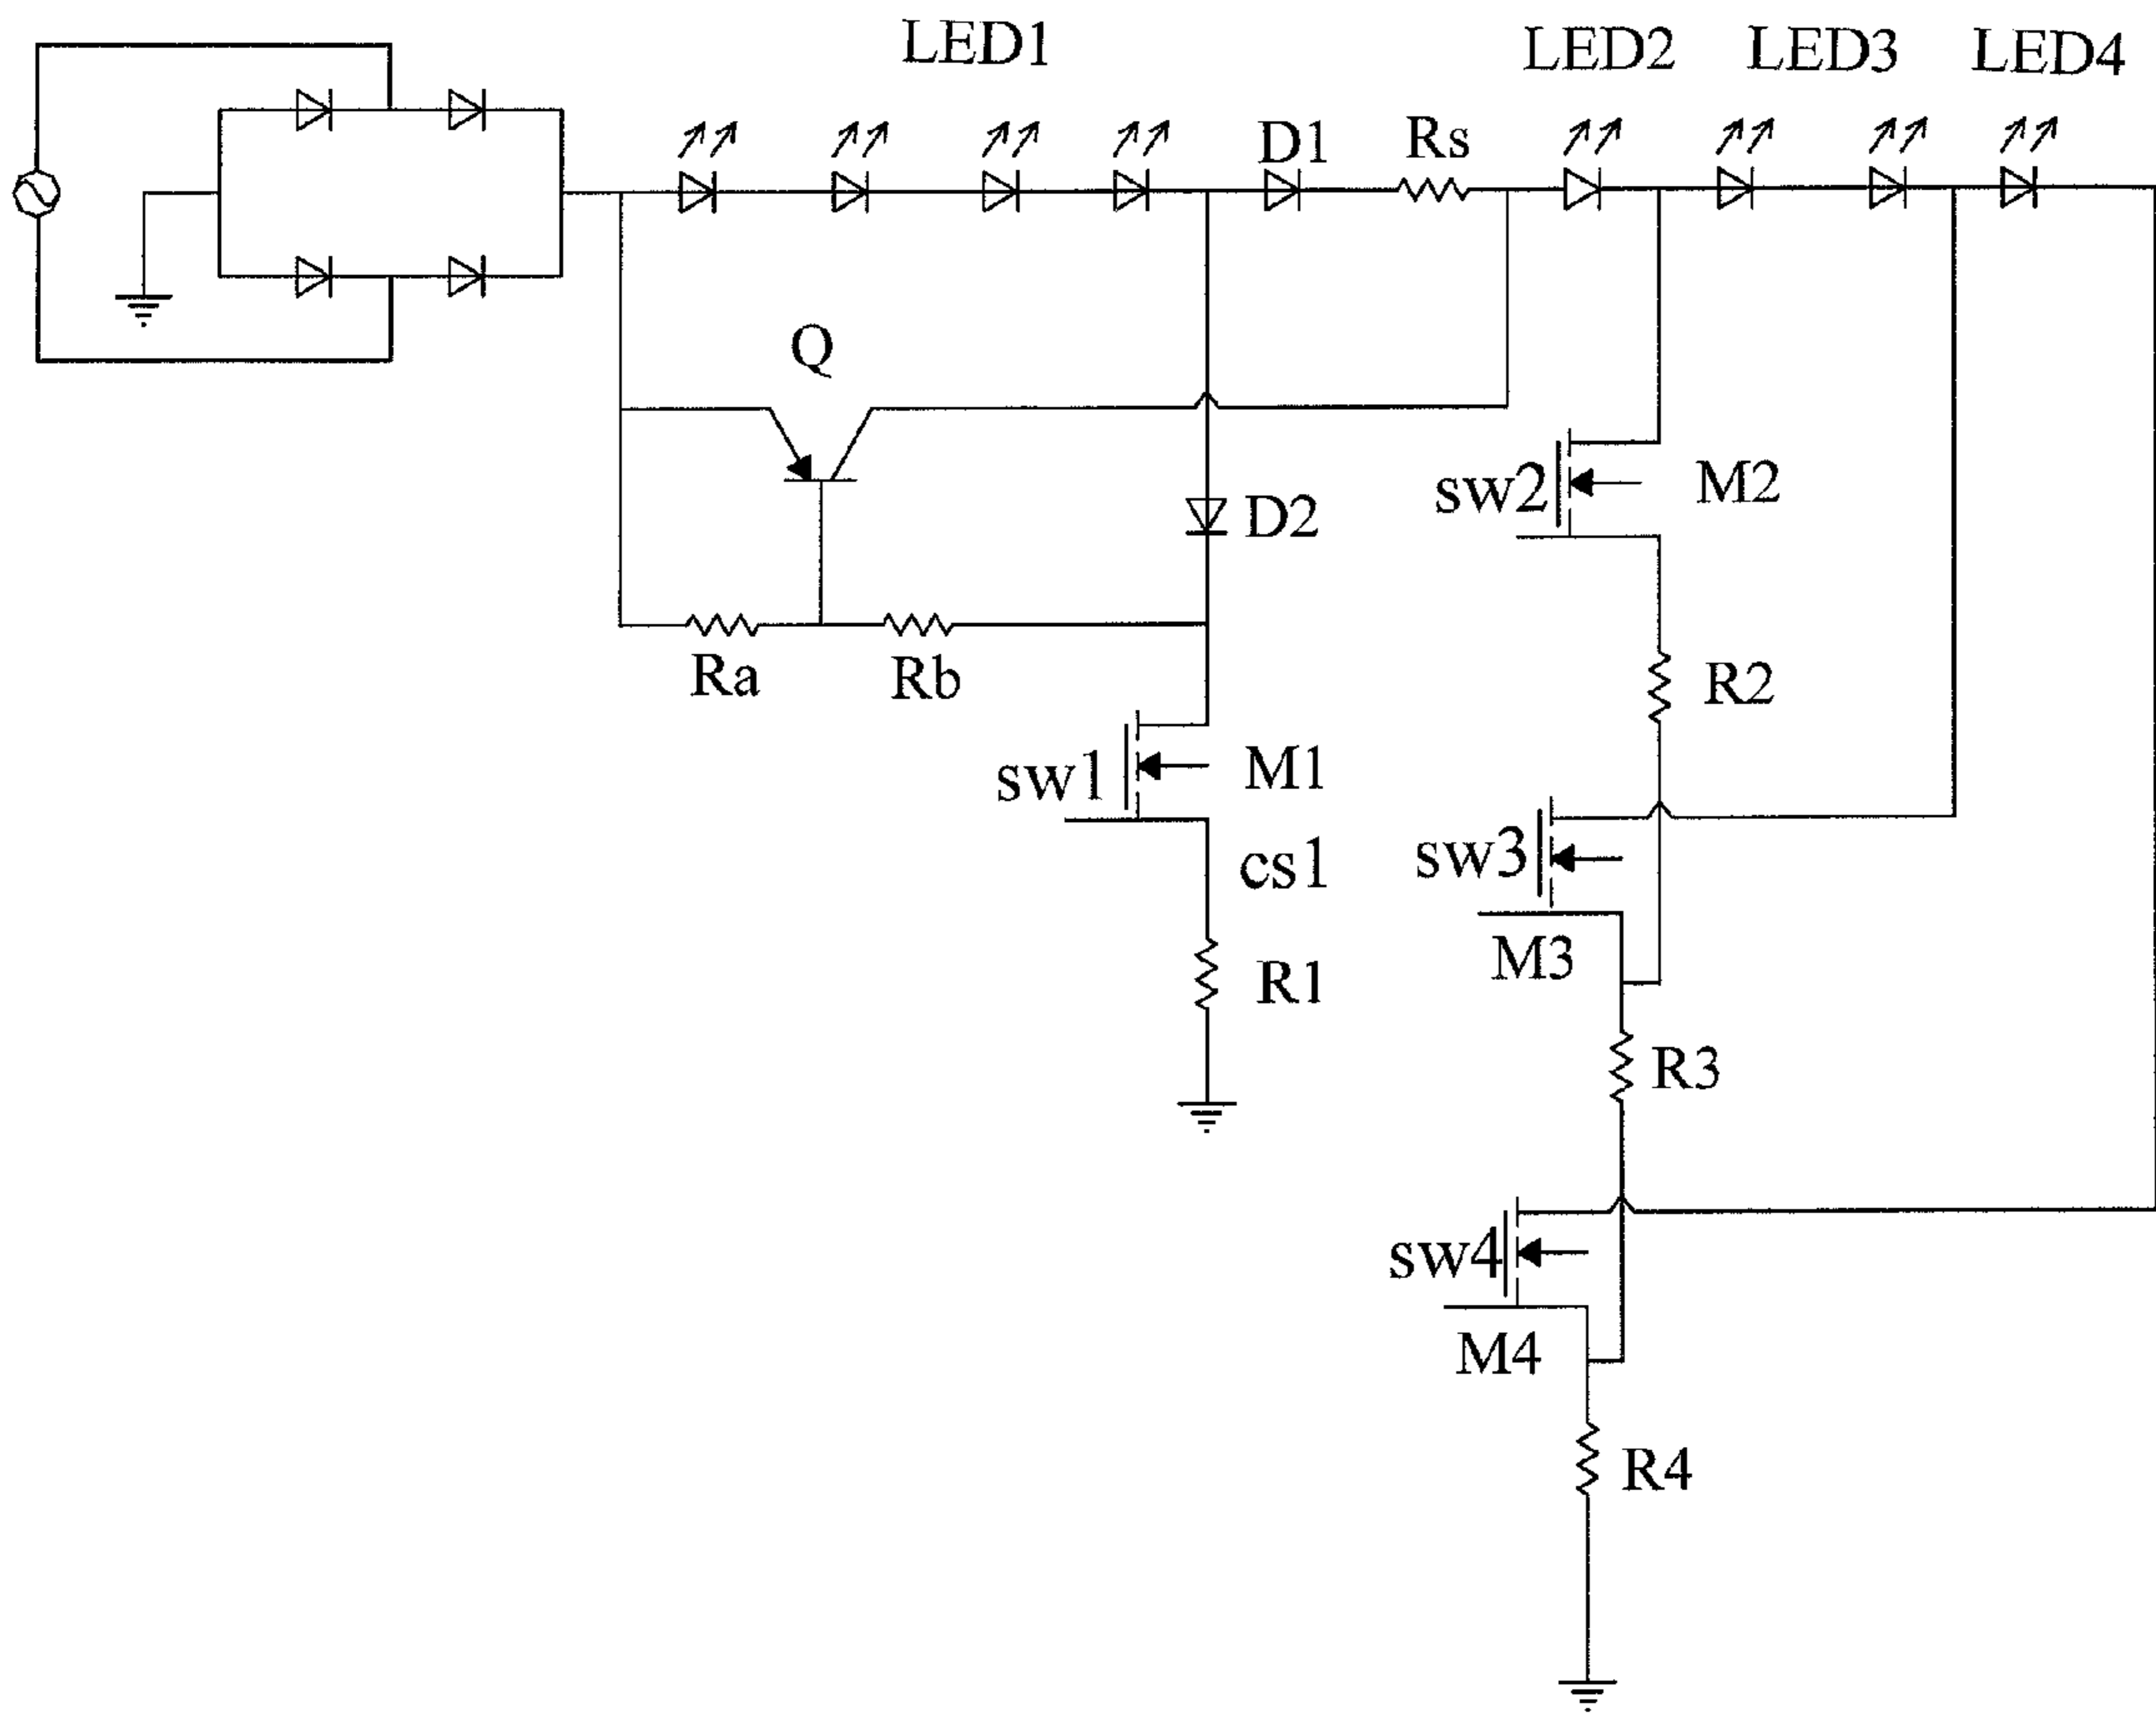 LED1
LED2
LED3
LED4
D1
Rs
Q
D2
sw2
M2
Ra
Rb
R2
sw1
M1
cs1
sw3
M3
R1
R3
sw4
M4
R4